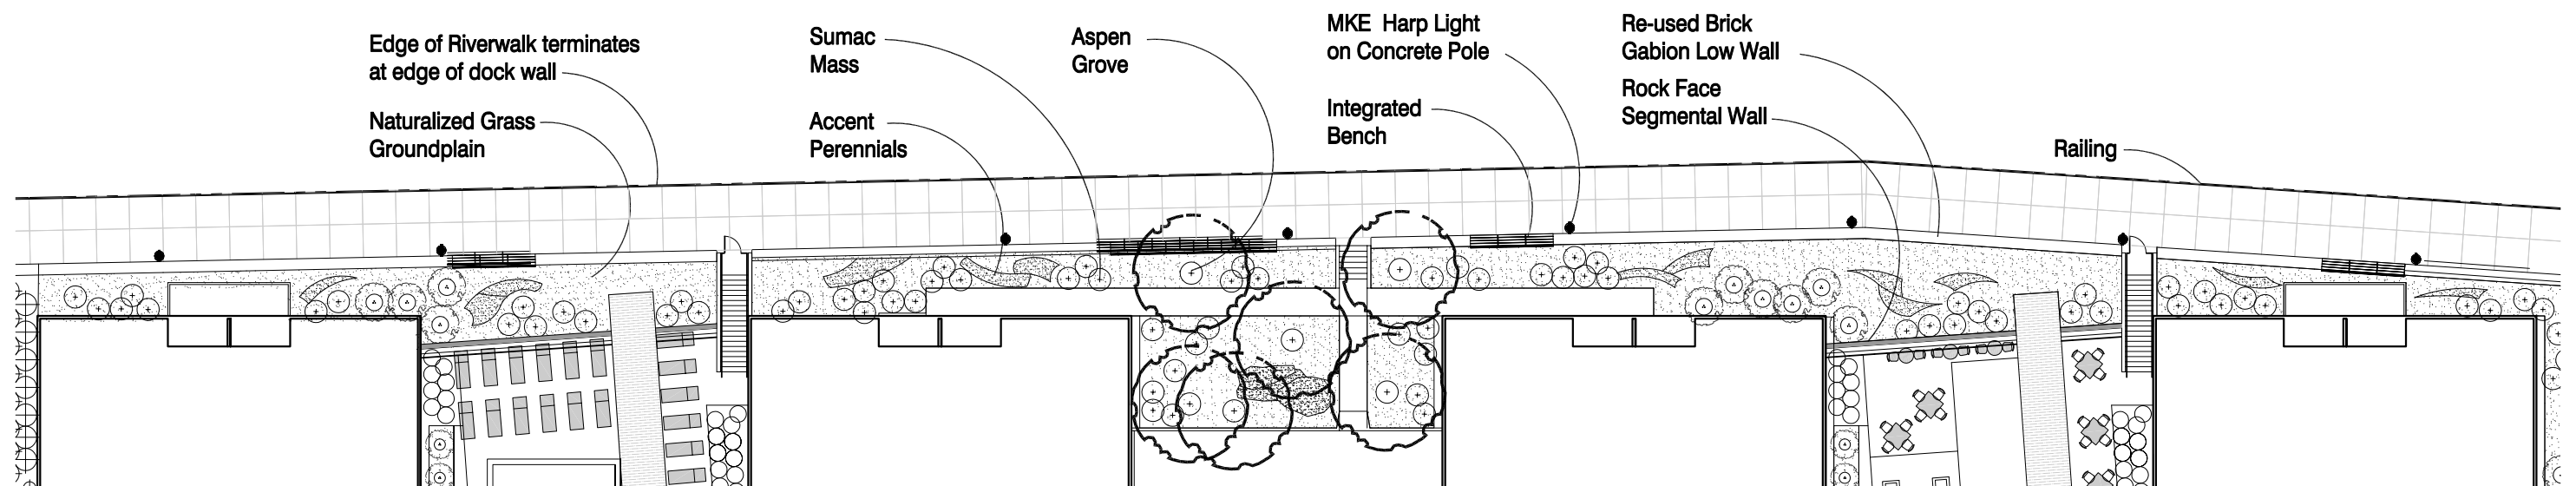 Edge of Riverwalk terminates
at edge of dock wall
Naturalized Grass
Groundplain
Sumac
Mass
Accent
Perennials
Aspen
Grove
MKE Harp Light
on Concrete Pole
Integrated
Bench
Re-used Brick
Gabion Low Wall
Rock Face
Segmental Wall
Railing